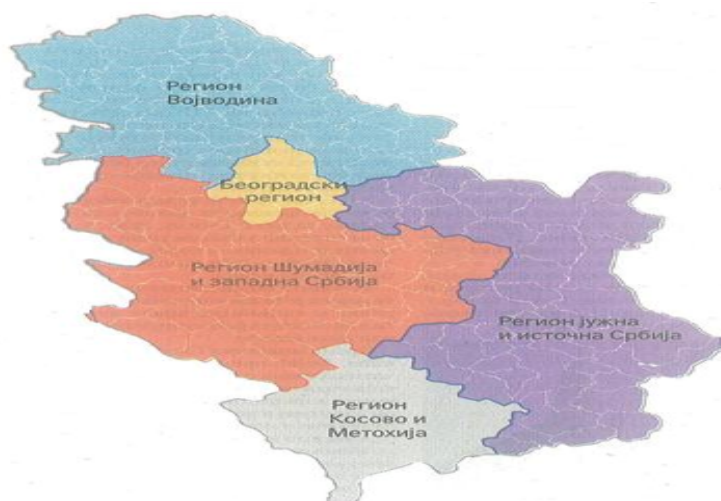 Регион
Војводина
Београдски
регион
Регион Шумадија
и западна Србија
Регион јужна
и источна Србија
Регион
Косово и
Метохија